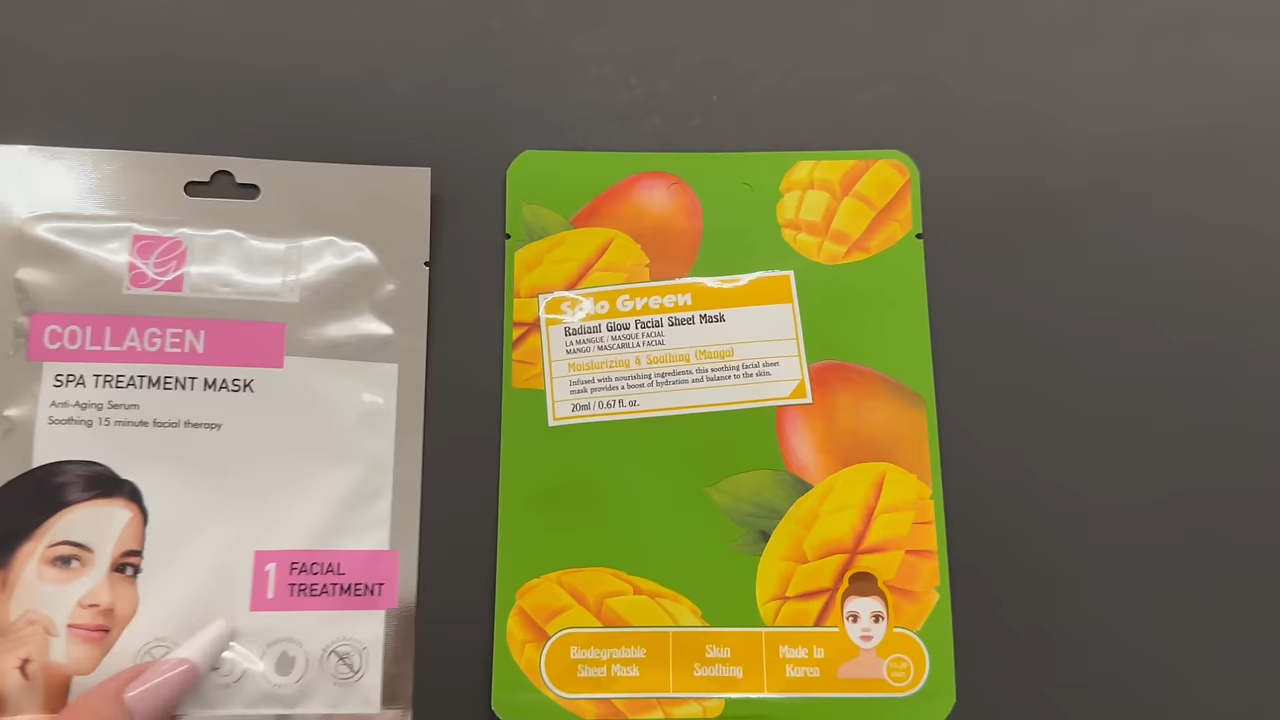 G
COLLAGEN
SPA TREATMENT MASK
Anti-Aging Serum
Soothing 15 minute facial therapy
1 FACIAL
TREATMENT
Solo Green
Radiant Glow Facial Sheet Mask
LA MANGUE / MASQUE FACIAL
MANGO / MASCARILLA FACIAL
Moisturizing & Soothing (Mango)
Infused with nourishing ingredients, this soothing facial sheet
mask provides a boost of hydration and balance to the skin.
20ml / 0.67 fl. oz.
Biodegradable
Sheet Mask
Skin
Soothing
Made In
Korea